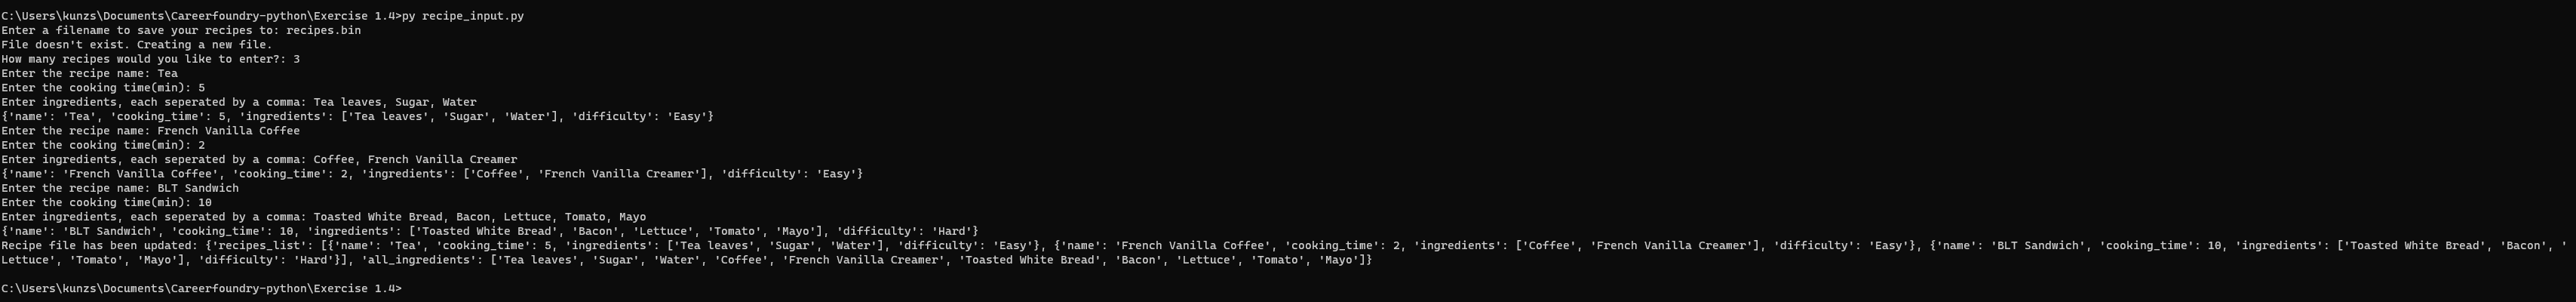 C:\Users\kunzs\Documents\Careerfoundry-python\Exercise 1.4>py recipe_input.py
Enter a filename to save your recipes to: recipes.bin
File doesn't exist. Creating a new file.
How many recipes would you like to enter?: 3
Enter the recipe name: Tea
Enter the cooking time(min): 5
Enter ingredients, each seperated by a comma: Tea leaves, Sugar, Water
{'name': 'Tea', 'cooking_time': 5, 'ingredients': ['Tea leaves', 'Sugar', 'Water'], 'difficulty': 'Easy'}
Enter the recipe name: French Vanilla Coffee
Enter the cooking time(min): 2
Enter ingredients, each seperated by a comma: Coffee, French Vanilla Creamer
{'name': 'French Vanilla Coffee', 'cooking_time': 2, 'ingredients': ['Coffee', 'French Vanilla Creamer'], 'difficulty': 'Easy'}
Enter the recipe name: BLT Sandwich
Enter the cooking time(min): 10
Enter ingredients, each seperated by a comma: Toasted White Bread, Bacon, Lettuce, Tomato, Mayo
{'name': 'BLT Sandwich', 'cooking_time': 10, 'ingredients': ['Toasted White Bread', 'Bacon', 'Lettuce', 'Tomato', 'Mayo'], 'difficulty': 'Hard'}
Recipe file has been updated: {'recipes_list': [{'name': 'Tea', 'cooking_time': 5, 'ingredients': ['Tea leaves', 'Sugar', 'Water'], 'difficulty': 'Easy'}, {'name': 'French Vanilla Coffee', 'cooking_time': 2, 'ingredients': ['Coffee', 'French Vanilla Creamer'], 'difficulty': 'Easy'}, {'name': 'BLT Sandwich', 'cooking_time': 10, 'ingredients': ['Toasted White Bread', 'Bacon', '
Lettuce', 'Tomato', 'Mayo'], 'difficulty': 'Hard'}], 'all_ingredients': ['Tea leaves', 'Sugar', 'Water', 'Coffee', 'French Vanilla Creamer', 'Toasted White Bread', 'Bacon', 'Lettuce', 'Tomato', 'Mayo']}
C:\Users\kunzs\Documents\Careerfoundry-python\Exercise 1.4>